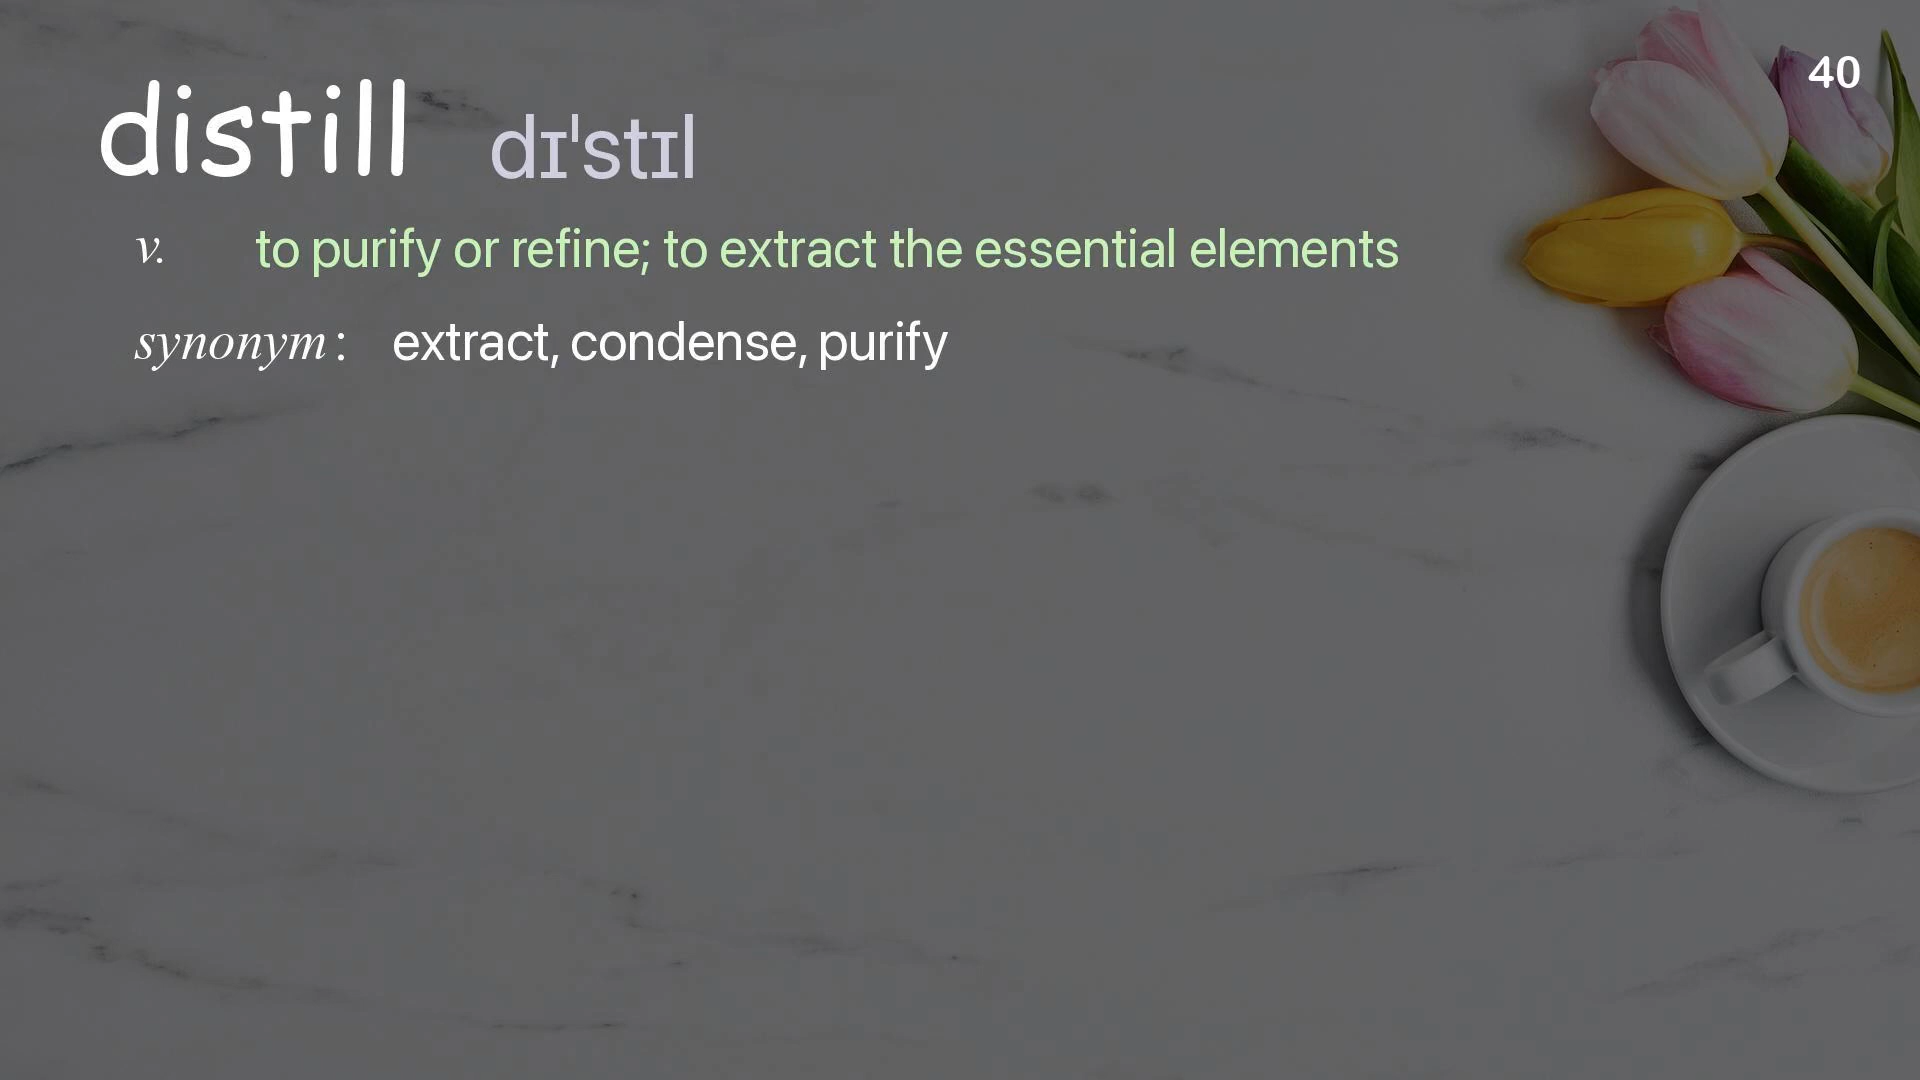 40
distill dɪˈstɪl
v. to purify or refine; to extract the essential elements
synonym: extract, condense, purify